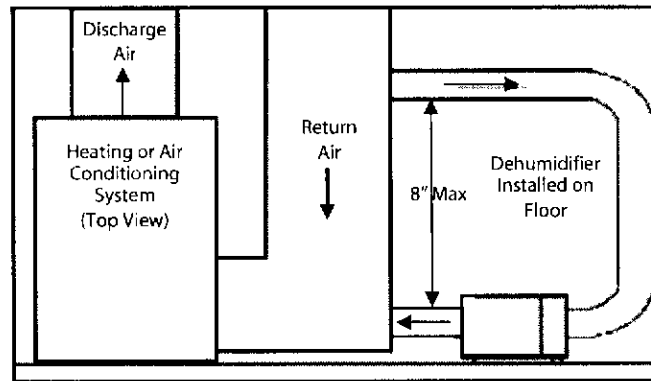 Discharge
Air
Heating or Air
Conditioning
System
(Top View)
Return
Air
8" Max
Dehumidifier
Installed on
Floor